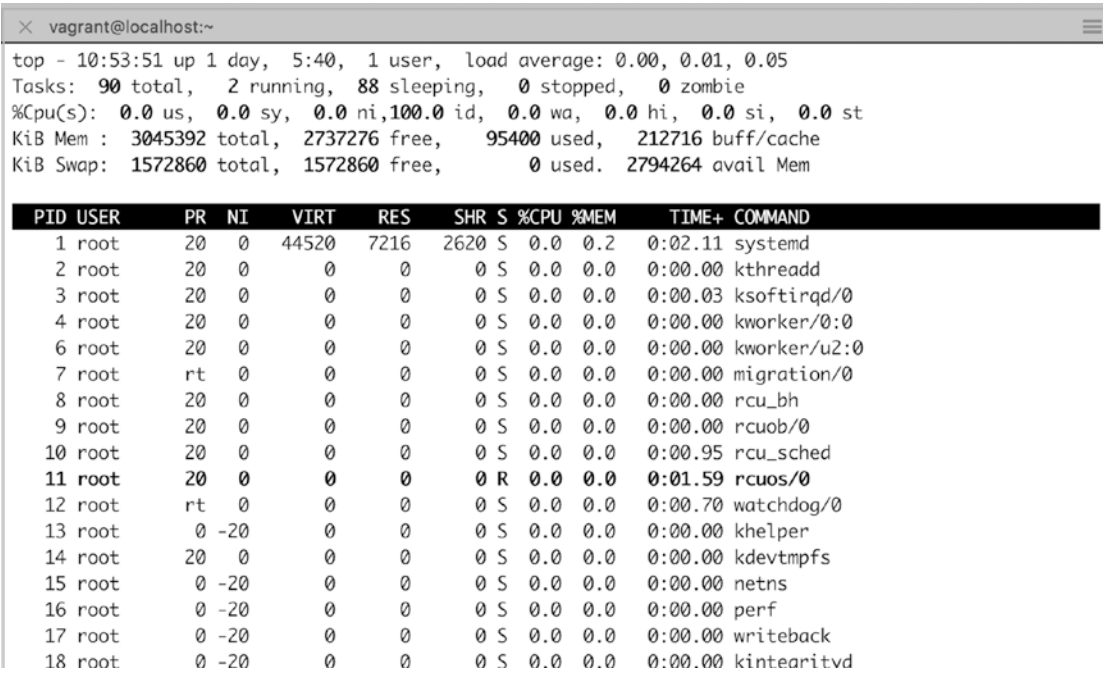 vagrant@localhost:~
top - 10:53:51 up 1 day,  5:40,  1 user,  load average: 0.00, 0.01, 0.05
Tasks:  90 total,   2 running,  88 sleeping,   0 stopped,   0 zombie
%Cpu(s):  0.0 us,  0.0 sy,  0.0 ni,100.0 id,  0.0 wa,  0.0 hi,  0.0 si,  0.0 st
KiB Mem :  3045392 total,  2737276 free,    95400 used,   212716 buff/cache
KiB Swap:  1572860 total,  1572860 free,        0 used.  2794264 avail Mem
PID USER      PR  NI    VIRT    RES    SHR S %CPU %MEM     TIME+ COMMAND
1 root      20   0   44520   7216   2620 S  0.0  0.2   0:02.11 systemd
2 root      20   0       0      0      0 S  0.0  0.0   0:00.00 kthreadd
3 root      20   0       0      0      0 S  0.0  0.0   0:00.03 ksoftirqd/0
4 root      20   0       0      0      0 S  0.0  0.0   0:00.00 kworker/0:0
6 root      20   0       0      0      0 S  0.0  0.0   0:00.00 kworker/u2:0
7 root      rt   0       0      0      0 S  0.0  0.0   0:00.00 migration/0
8 root      20   0       0      0      0 S  0.0  0.0   0:00.00 rcu_bh
9 root      20   0       0      0      0 S  0.0  0.0   0:00.00 rcuob/0
10 root      20   0       0      0      0 S  0.0  0.0   0:00.95 rcu_sched
11 root      20   0       0      0      0 R  0.0  0.0   0:01.59 rcuos/0
12 root      rt   0       0      0      0 S  0.0  0.0   0:00.70 watchdog/0
13 root       0 -20       0      0      0 S  0.0  0.0   0:00.00 khelper
14 root      20   0       0      0      0 S  0.0  0.0   0:00.00 kdevtmpfs
15 root       0 -20       0      0      0 S  0.0  0.0   0:00.00 netns
16 root       0 -20       0      0      0 S  0.0  0.0   0:00.00 perf
17 root       0 -20       0      0      0 S  0.0  0.0   0:00.00 writeback
18 root       0 -20       0      0      0 S  0.0  0.0   0:00.00 kintegrityd